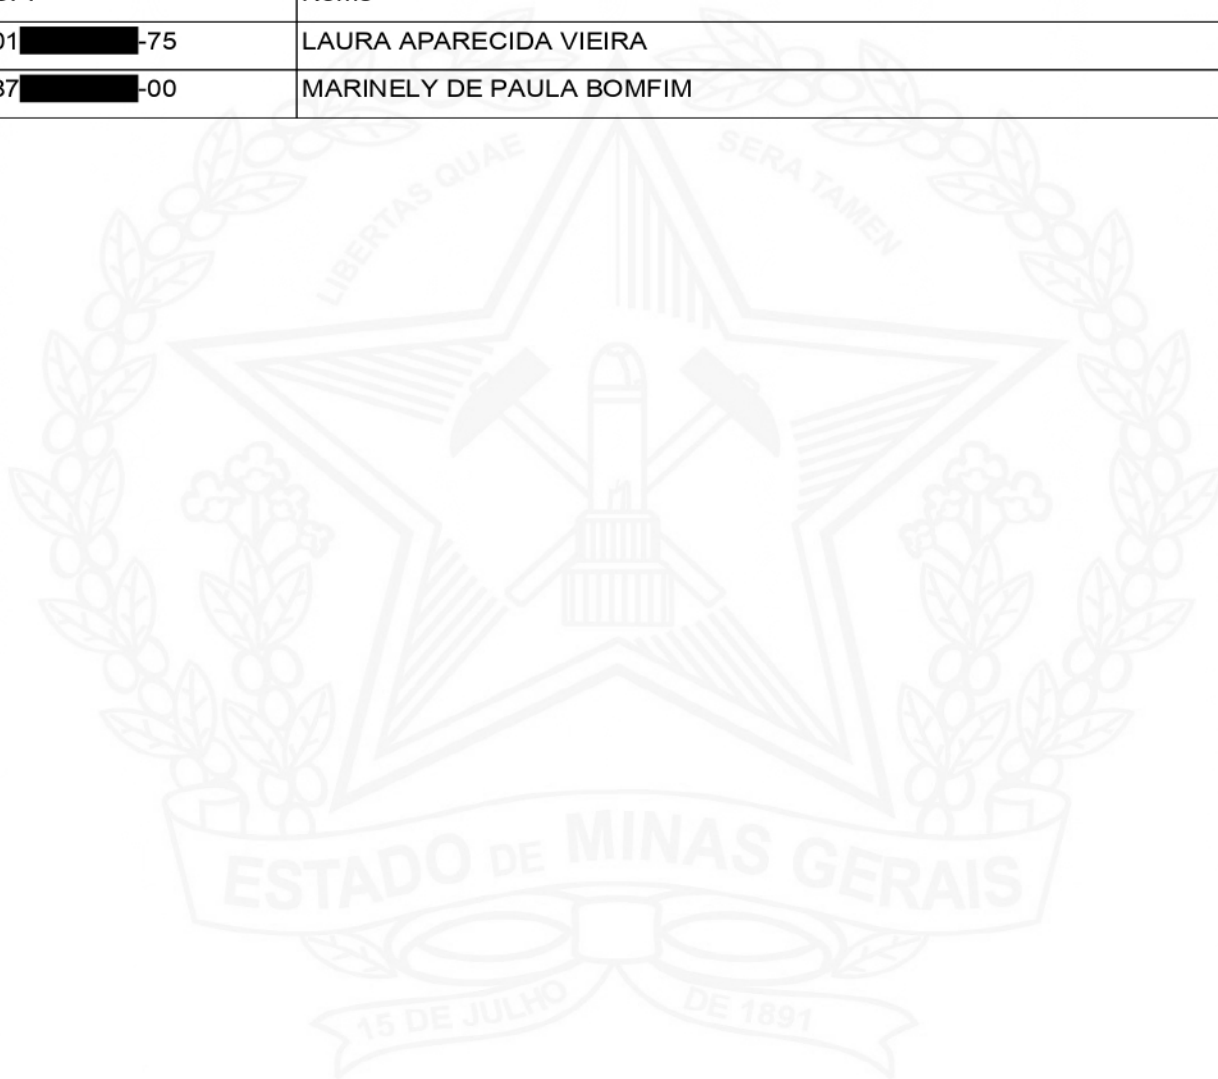 01 -75 LAURA APARECIDA VIEIRA
37 -00 MARINELY DE PAULA BOMFIM
LIBERTAS QUAE SERA TAMEN
ESTADO DE MINAS GERAIS
15 DE JULHO DE 1891